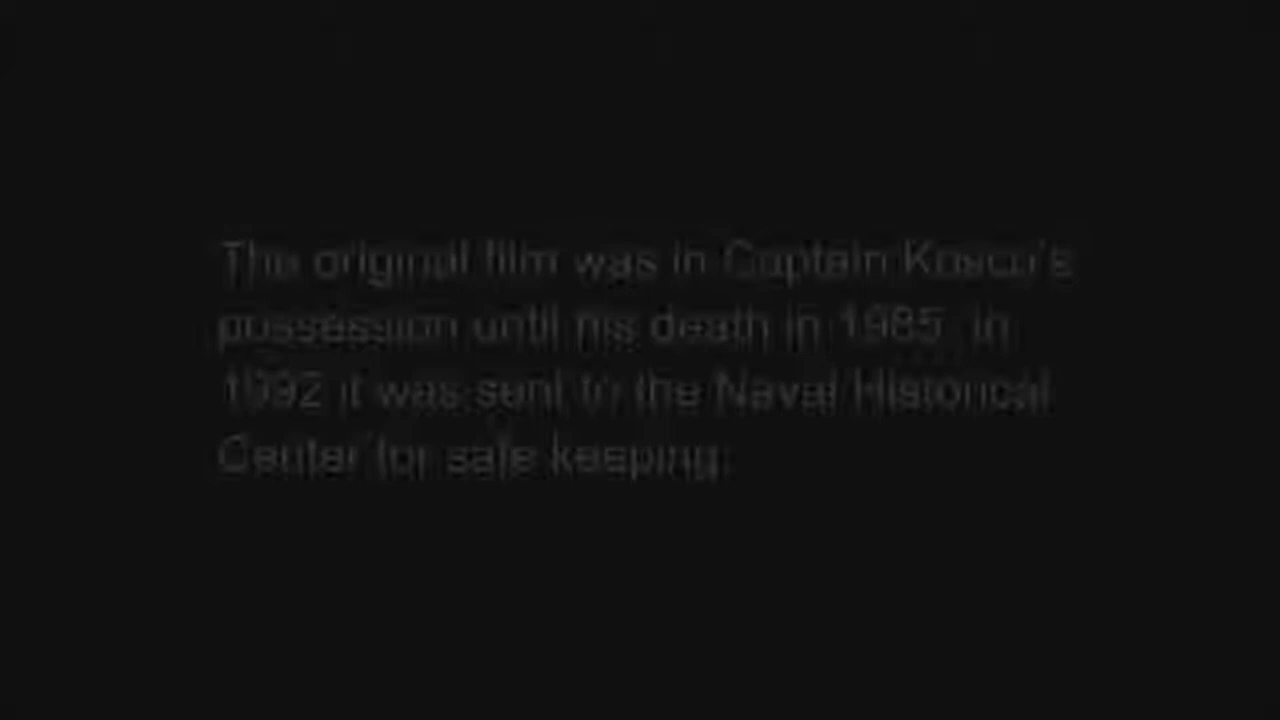 The original film was in Captain Kosco's
possession until his death in 1985. In
1992 it was sent to the Naval Historical
Center for safe keeping.